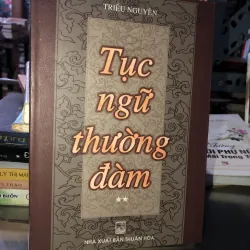 TRIỀU NGUYÊN
Tục
ngữ
thường
đàm
**
NHÀ XUẤT BẢN THUẬN HÓA